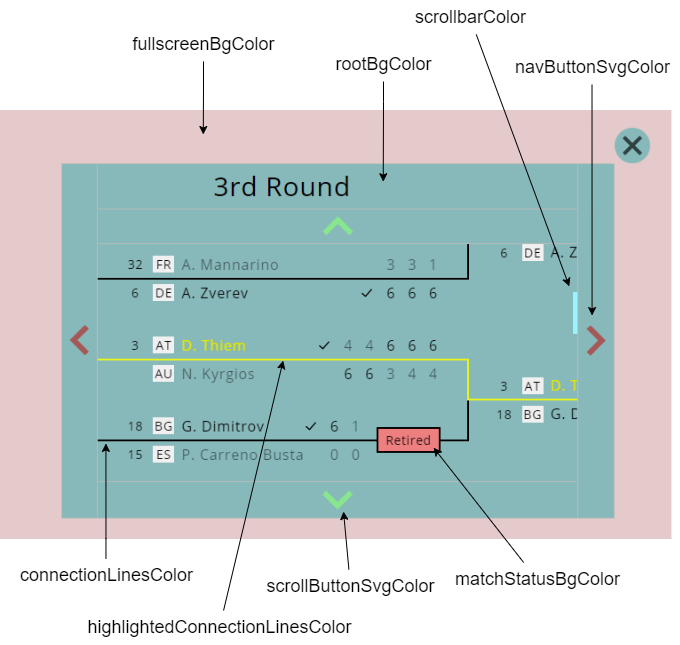 scrollbarColor
fullscreenBgColor
rootBgColor
navButtonSvgColor
3rd Round
6 DE A. Z
32 FR A. Mannarino 3 3 1
6 DE A. Zverev 6 6 6
3 AT D. Thiem 4 4 6 6 6
AU N. Kyrgios 6 6 3 4 4
3 AT D. T
18 BG G. D
18 BG G. Dimitrov 6 1
Retired
15 ES P. Carreno Busta 0 0
connectionLinesColor
scrollButtonSvgColor
matchStatusBgColor
highlightedConnectionLinesColor